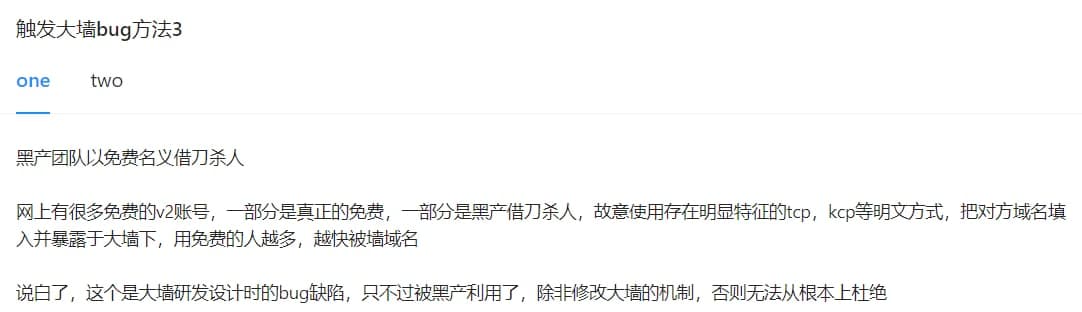 触发大墙bug方法3
one two
黑产团队以免费名义借刀杀人
网上有很多免费的v2账号，一部分是真正的免费，一部分是黑产借刀杀人，故意使用存在明显特征的tcp，kcp等明文方式，把对方域名填
入并暴露于大墙下，用免费的人越多，越快被墙域名
说白了，这个是大墙研发设计时的bug缺陷，只不过被黑产利用了，除非修改大墙的机制，否则无法从根本上杜绝